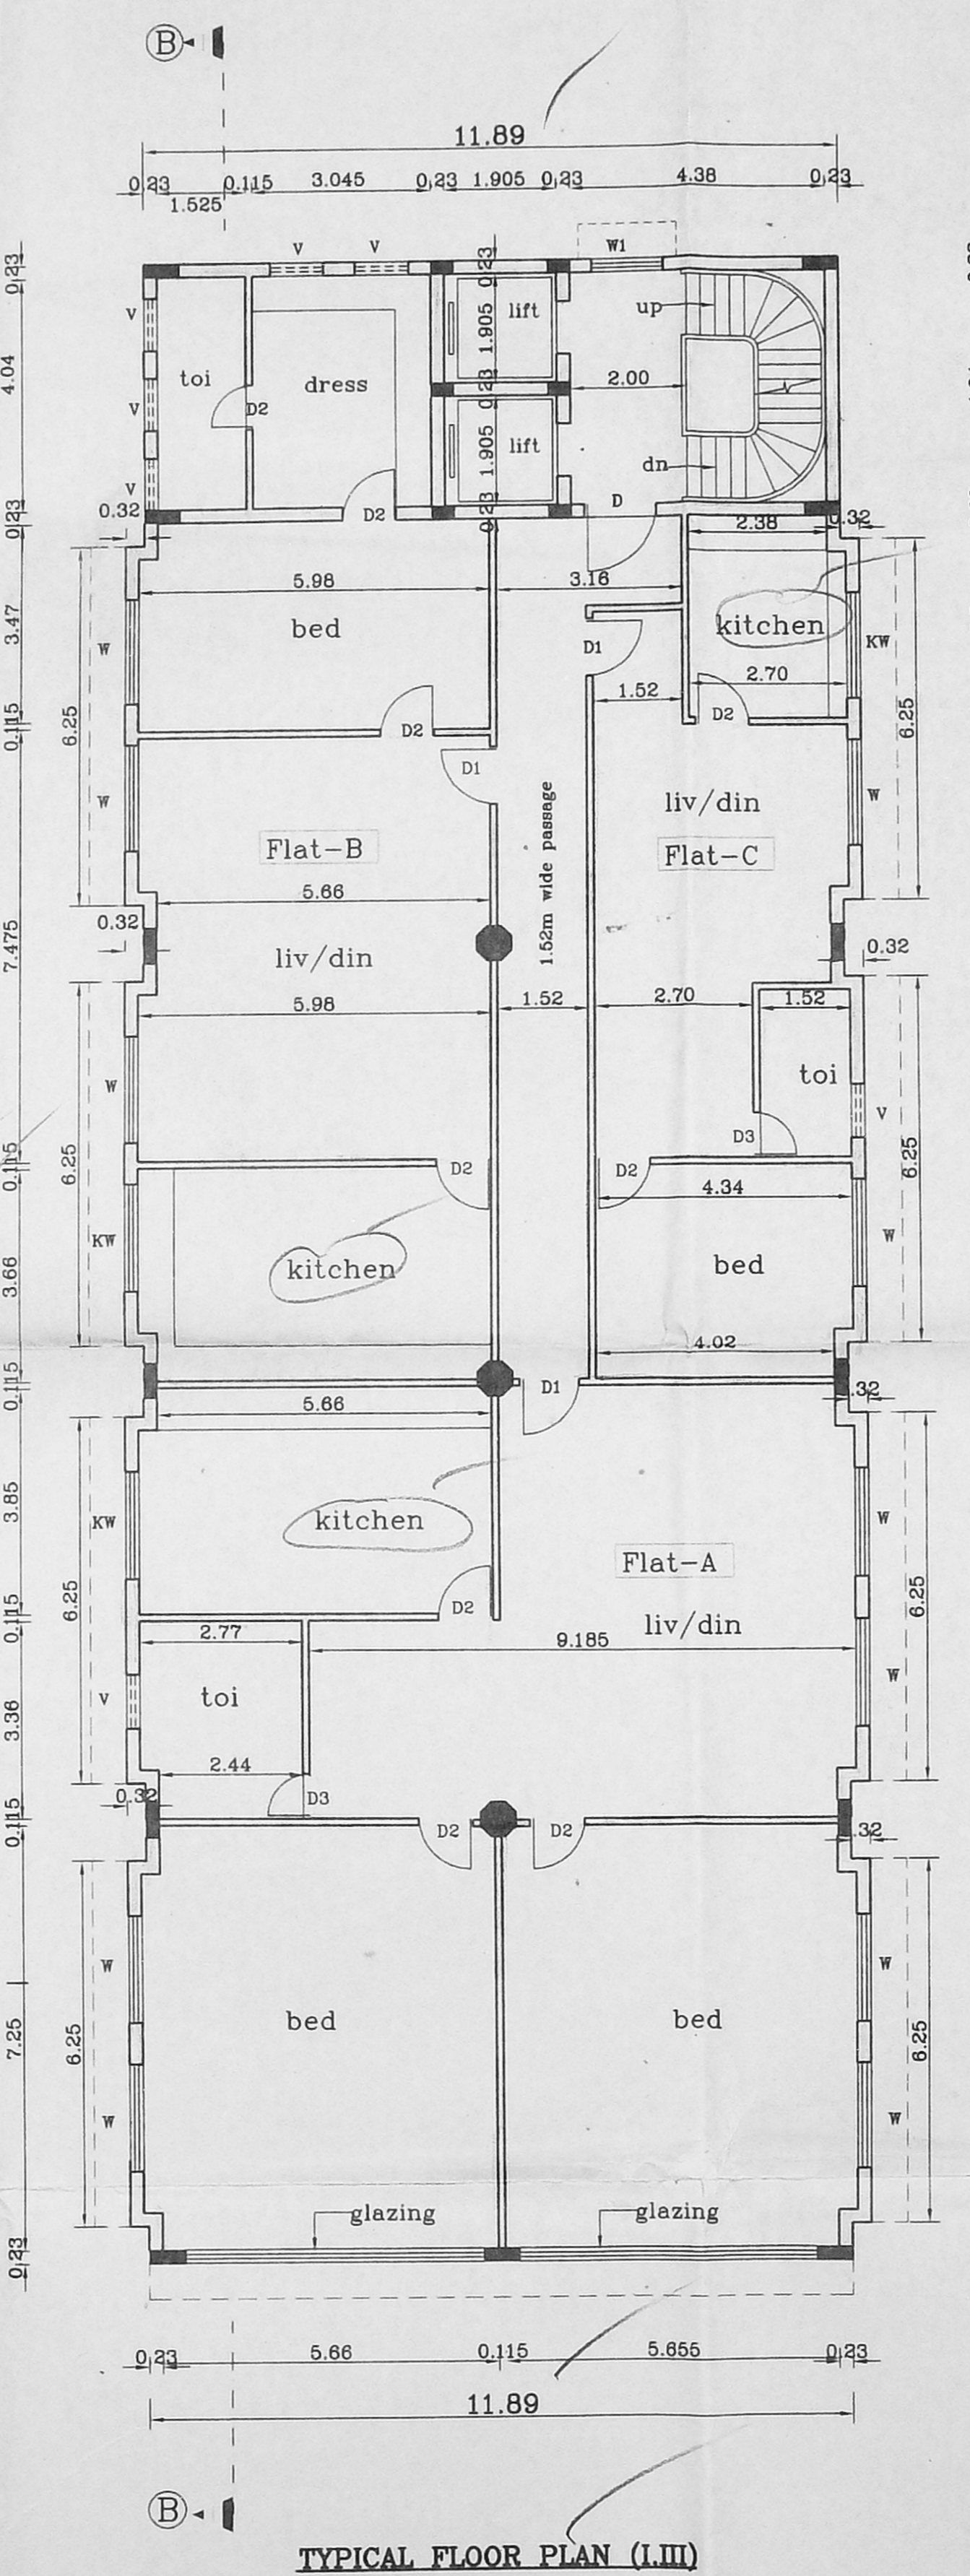 B
11.89
0.23 0.115 3.045 0.23 1.905 0.23 4.38 0.23
1.525
V V W1
0.23
0.23
V
up
lift
1.905
4.04
toi
dress
2.00
V
D2
0.23
lift
1.905
dn
V
0.32
D2
D
0.23
0.23
2.38
0.32
5.98
3.16
3.47
bed
kitchen
W
D1
KW
2.70
1.52
D2
D2
0.115
6.25
6.25
D1
W
liv/din
W
Flat-B
Flat-C
1.52m wide passage
5.66
0.32
7.475
liv/din
0.32
5.98
1.52
2.70
1.52
W
toi
V
D3
0.115
6.25
D2
D2
6.25
4.34
KW
kitchen
bed
W
3.66
4.02
0.115
D1
.32
5.66
3.85
KW
kitchen
W
Flat-A
6.25
D2
6.25
0.115
2.77
liv/din
9.185
V
toi
W
3.36
2.44
0.32
D3
0.115
D2
D2
.32
W
W
bed
bed
7.25
6.25
6.25
W
W
glazing
glazing
0.23
0.23 5.66 0.115 5.655 0.23
11.89
B
TYPICAL FLOOR PLAN (I.III)